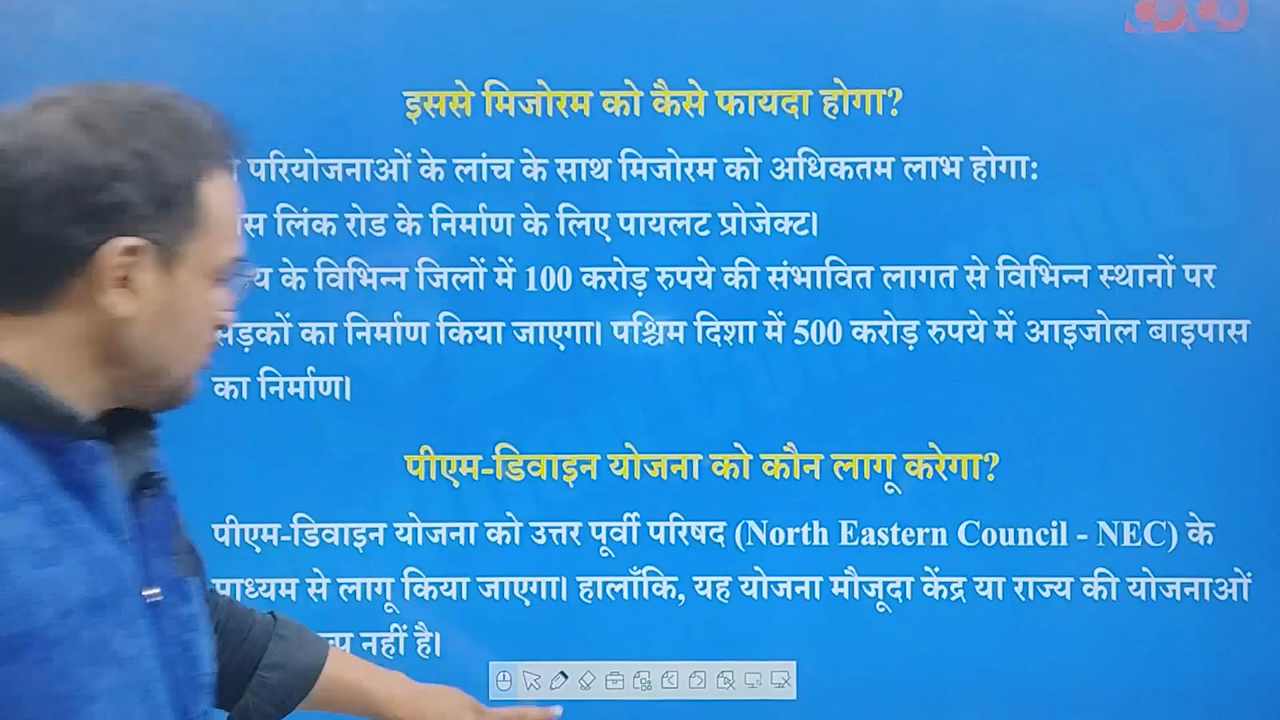 इससे मिजोरम को कैसे फायदा होगा?
परियोजनाओं के लांच के साथ मिजोरम को अधिकतम लाभ होगा:
लिंक रोड के निर्माण के लिए पायलट प्रोजेक्ट।
के विभिन्न जिलों में 100 करोड़ रुपये की संभावित लागत से विभिन्न स्थानों पर
सड़कों का निर्माण किया जाएगा। पश्चिम दिशा में 500 करोड़ रुपये में आइजोल बाइपास
का निर्माण।
पीएम-डिवाइन योजना को कौन लागू करेगा?
पीएम-डिवाइन योजना को उत्तर पूर्वी परिषद (North Eastern Council - NEC) के
माध्यम से लागू किया जाएगा। हालाँकि, यह योजना मौजूदा केंद्र या राज्य की योजनाओं
नहीं है।